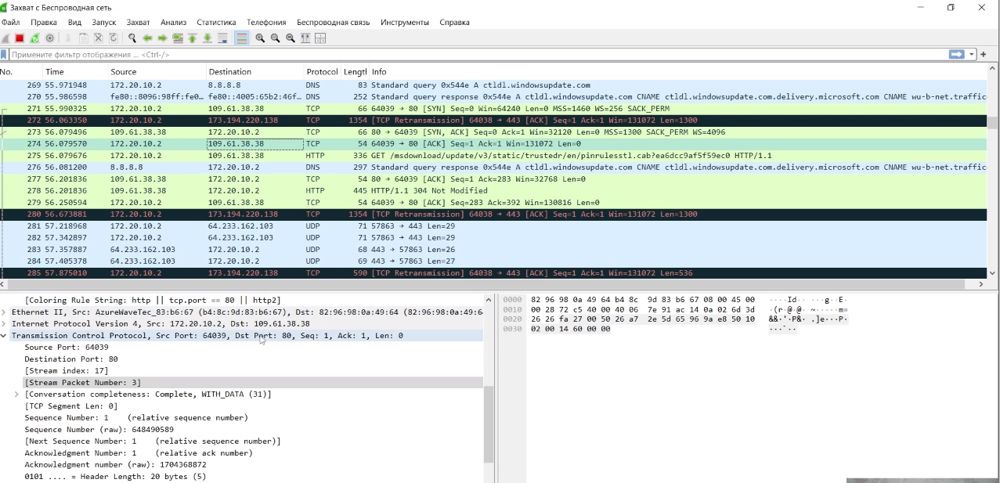 Захват с Беспроводная сеть
Файл Правка Вид Запуск Захват Анализ Статистика Телефония Беспроводная связь Инструменты Справка
Примените фильтр отображения ... <Ctrl-/>
No. Time Source Destination Protocol Lengtl Info
269 55.971948 172.20.10.2 8.8.8.8 DNS 83 Standard query 0x544e A ctldl.windowsupdate.com
270 55.986598 fe80::8096:98ff:fe0… fe80::4005:65b2:46f… DNS 252 Standard query response 0x544e A ctldl.windowsupdate.com CNAME ctldl.windowsupdate.com.delivery.microsoft.com CNAME wu-b-net.traffic
271 55.990325 172.20.10.2 109.61.38.38 TCP 66 64039 → 80 [SYN] Seq=0 Win=64240 Len=0 MSS=1460 WS=256 SACK_PERM
272 56.063350 172.20.10.2 173.194.220.138 TCP 1354 [TCP Retransmission] 64038 → 443 [ACK] Seq=1 Ack=1 Win=131072 Len=1300
273 56.079496 109.61.38.38 172.20.10.2 TCP 66 80 → 64039 [SYN, ACK] Seq=0 Ack=1 Win=32120 Len=0 MSS=1300 SACK_PERM WS=4096
274 56.079570 172.20.10.2 109.61.38.38 TCP 54 64039 → 80 [ACK] Seq=1 Ack=1 Win=131072 Len=0
275 56.079676 172.20.10.2 109.61.38.38 HTTP 336 GET /msdownload/update/v3/static/trustedr/en/pinrulesstl.cab?ea6dcc9af5f59ec0 HTTP/1.1
276 56.081200 8.8.8.8 172.20.10.2 DNS 297 Standard query response 0x544e A ctldl.windowsupdate.com CNAME ctldl.windowsupdate.com.delivery.microsoft.com CNAME wu-b-net.traffic
277 56.201836 109.61.38.38 172.20.10.2 TCP 54 80 → 64039 [ACK] Seq=1 Ack=283 Win=32768 Len=0
278 56.201836 109.61.38.38 172.20.10.2 HTTP 445 HTTP/1.1 304 Not Modified
279 56.250594 172.20.10.2 109.61.38.38 TCP 54 64039 → 80 [ACK] Seq=283 Ack=392 Win=130816 Len=0
280 56.673881 172.20.10.2 173.194.220.138 TCP 1354 [TCP Retransmission] 64038 → 443 [ACK] Seq=1 Ack=1 Win=131072 Len=1300
281 57.218968 172.20.10.2 64.233.162.103 UDP 71 57863 → 443 Len=29
282 57.342897 172.20.10.2 64.233.162.103 UDP 71 57863 → 443 Len=29
283 57.357887 64.233.162.103 172.20.10.2 UDP 68 443 → 57863 Len=26
284 57.405378 64.233.162.103 172.20.10.2 UDP 69 443 → 57863 Len=27
285 57.875010 172.20.10.2 173.194.220.138 TCP 590 [TCP Retransmission] 64038 → 443 [ACK] Seq=1 Ack=1 Win=131072 Len=536
[Coloring Rule String: http || tcp.port == 80 || http2]
Ethernet II, Src: AzureWaveTec_83:b6:67 (b4:8c:9d:83:b6:67), Dst: 82:96:98:0a:49:64 (82:96:98:0a:49:64
Internet Protocol Version 4, Src: 172.20.10.2, Dst: 109.61.38.38
Transmission Control Protocol, Src Port: 64039, Dst Port: 80, Seq: 1, Ack: 1, Len: 0
Source Port: 64039
Destination Port: 80
[Stream index: 17]
[Stream Packet Number: 3]
[Conversation completeness: Complete, WITH_DATA (31)]
[TCP Segment Len: 0]
Sequence Number: 1 (relative sequence number)
Sequence Number (raw): 648490589
[Next Sequence Number: 1 (relative sequence number)]
Acknowledgment Number: 1 (relative ack number)
Acknowledgment number (raw): 1704368872
0101 .... = Header Length: 20 bytes (5)
0000 82 96 98 0a 49 64 b4 8c 9d 83 b6 67 08 00 45 00 ····Id·· ···g··E·
0010 00 28 72 c5 40 00 40 06 7e 91 ac 14 0a 02 6d 3d ·(r·@·@· ~·····m=
0020 26 26 fa 27 00 50 26 a7 2e 5d 65 96 9a e8 50 10 &&·'·P&· .]e···P·
0030 02 00 14 60 00 00 ···`··